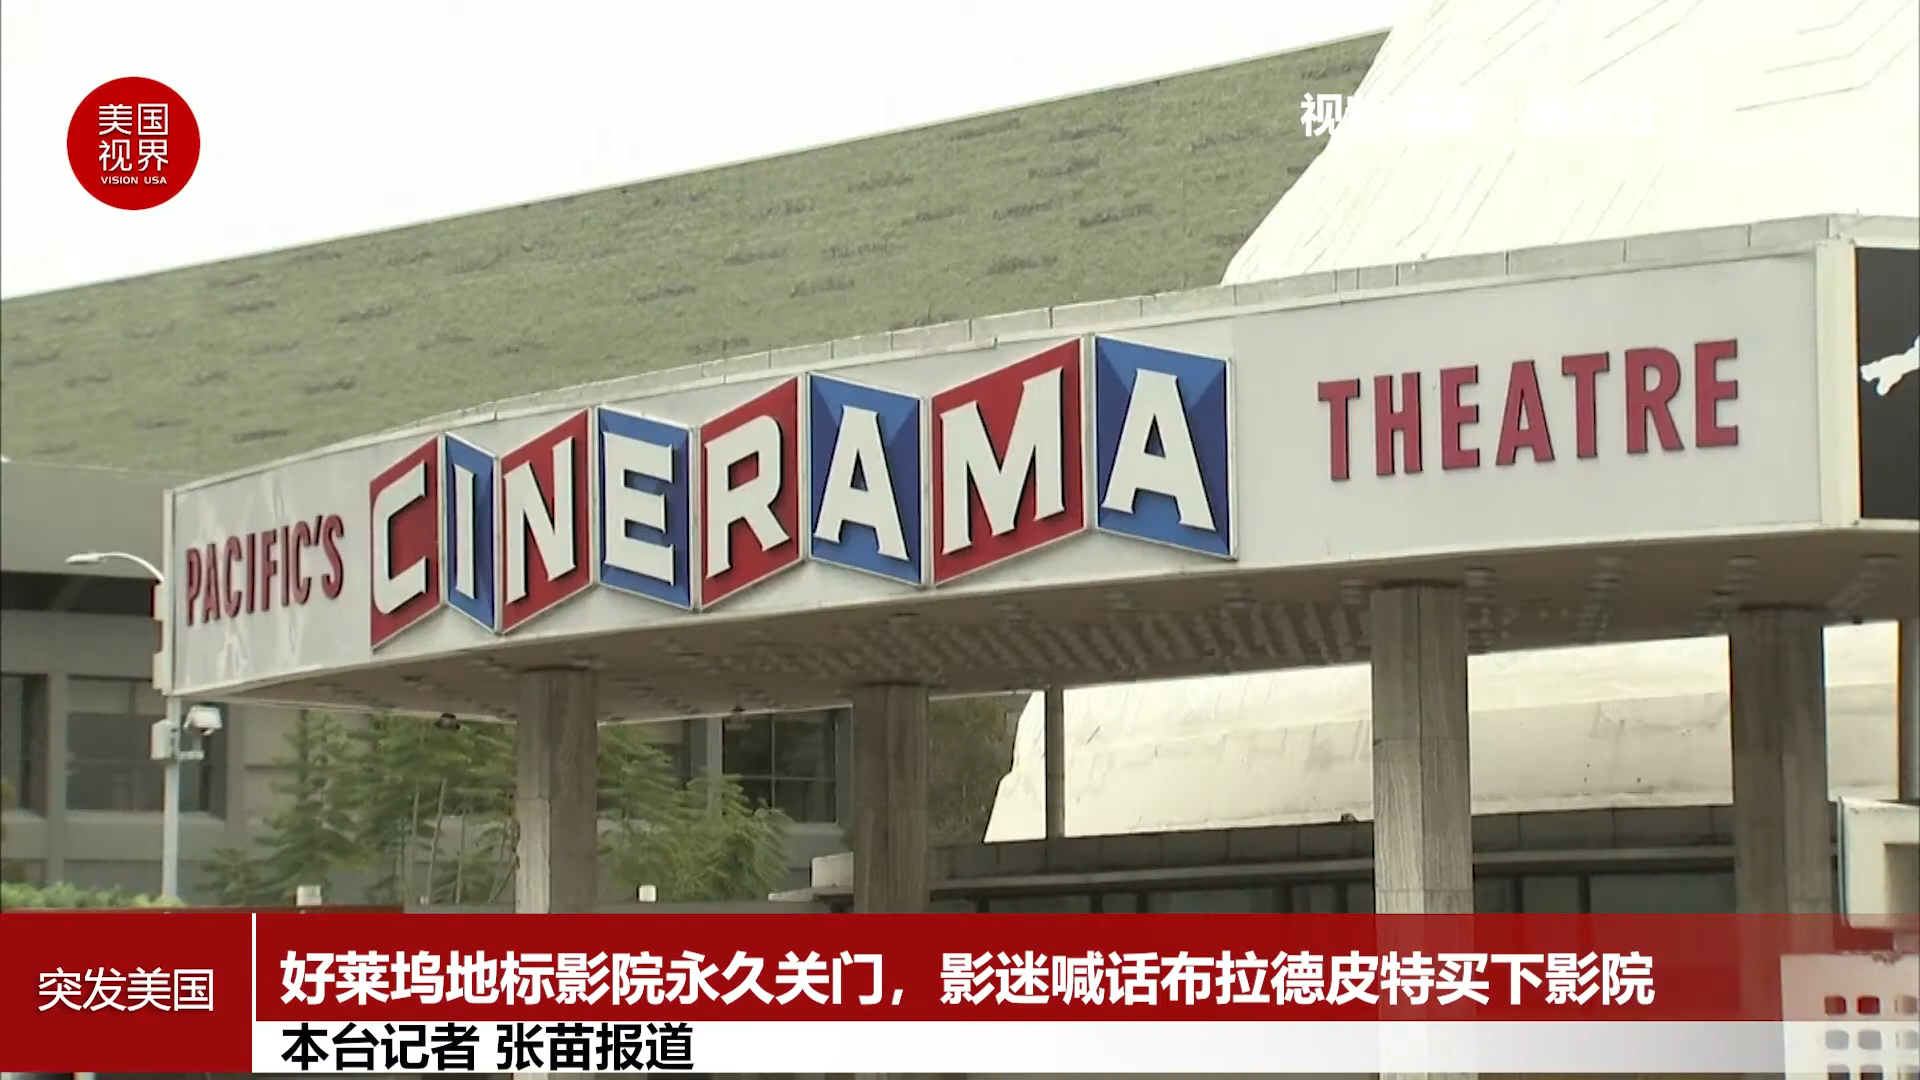 美国
视界
VISION USA
视
PACIFIC'S CINERAMA THEATRE
突发美国
好莱坞地标影院永久关门，影迷喊话布拉德皮特买下影院
本台记者 张苗报道